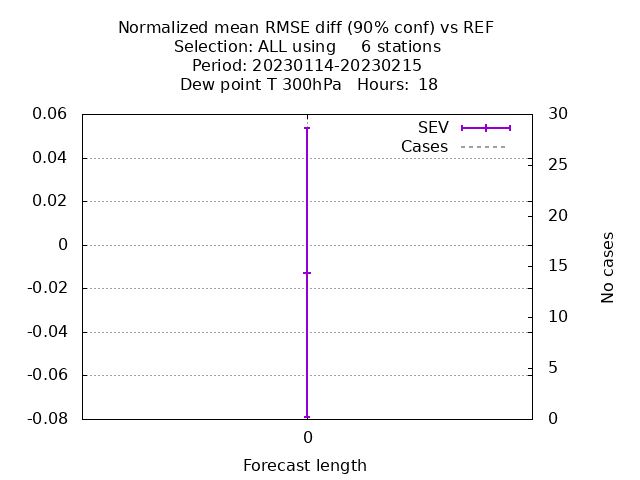 Normalized mean RMSE diff (90% conf) vs REF
Selection: ALL using     6 stations
Period: 20230114-20230215
Dew point T 300hPa   Hours:  18
0.06
0.04
0.02
0
-0.02
-0.04
-0.06
-0.08
30
25
20
15
10
5
0
SEV
Cases
No cases
0
Forecast length